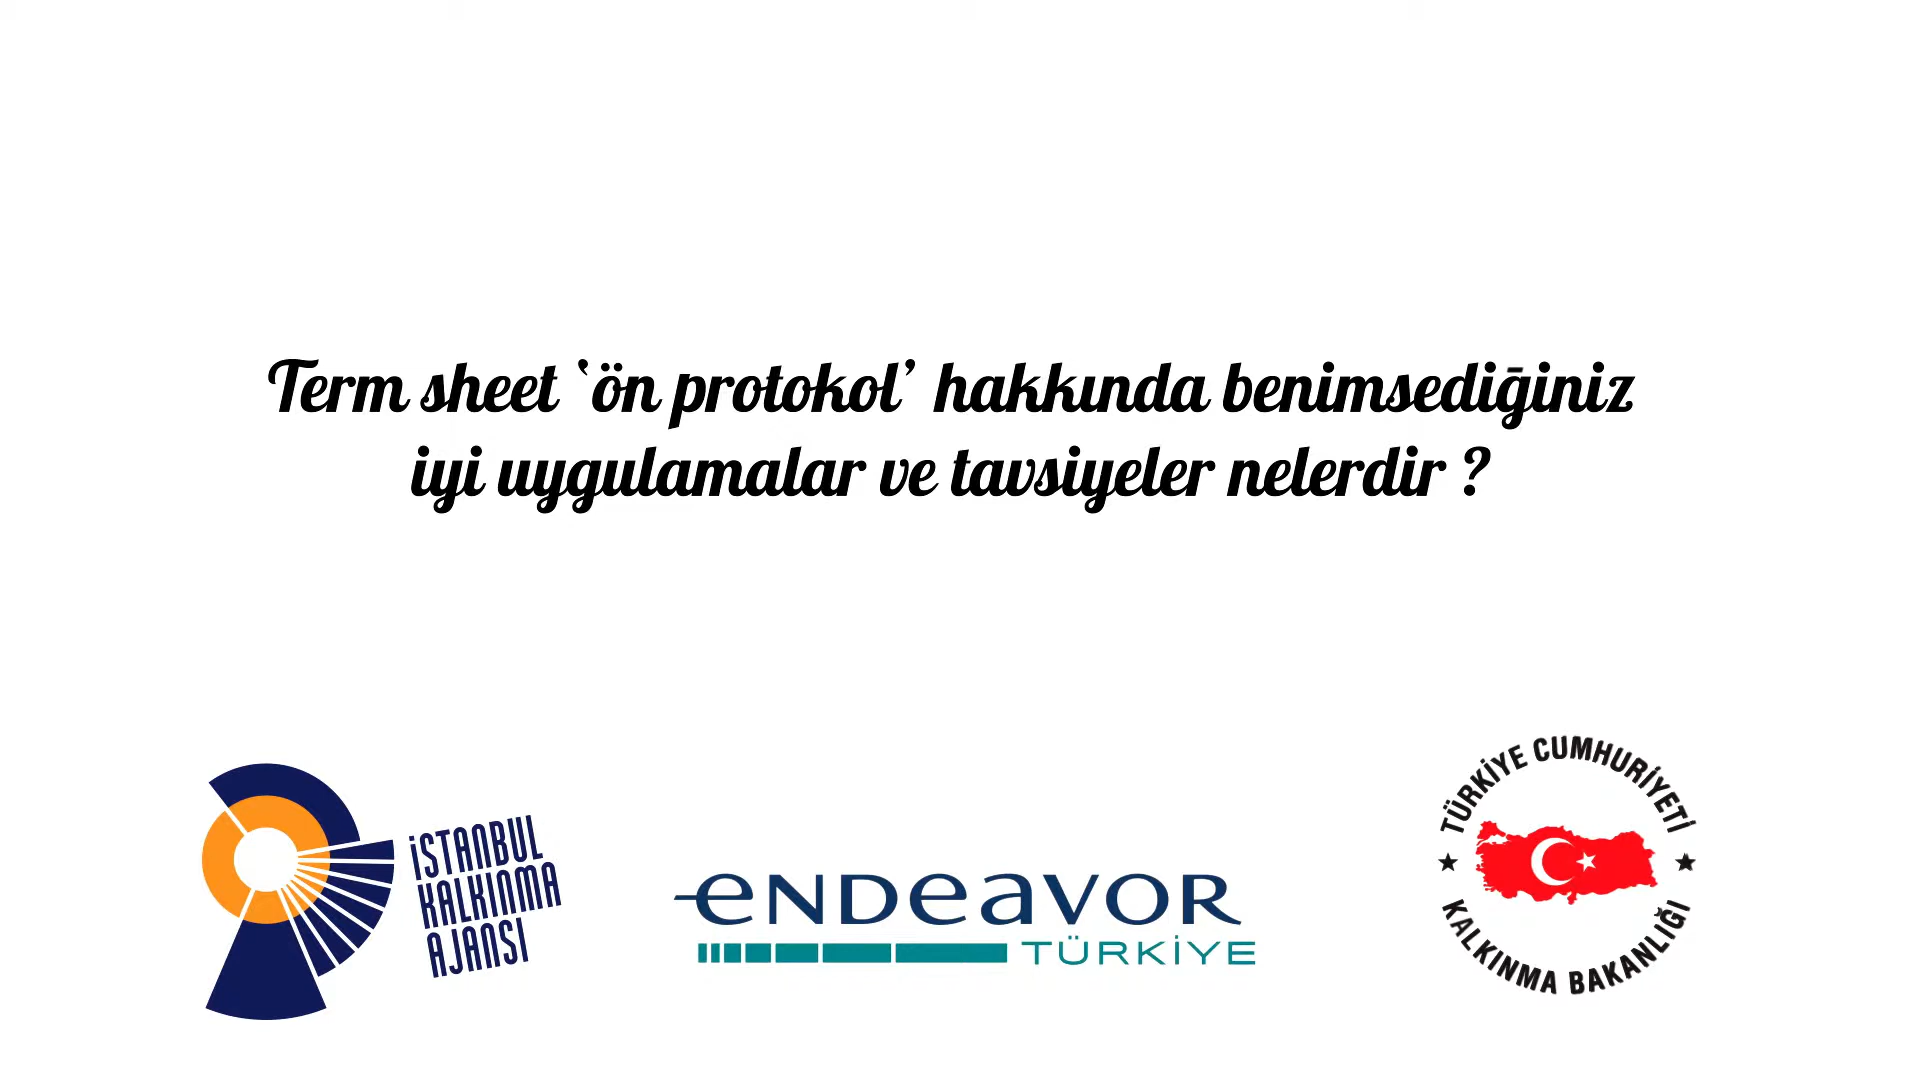 Term sheet ‘ön protokol’ hakkında benimsediğiniz
iyi uygulamalar ve tavsiyeler nelerdir ?
İSTANBUL
KALKINMA
AJANSI
enDeavor
TÜRKİYE
TÜRKİYE CUMHURİYETİ
KALKINMA BAKANLIĞI